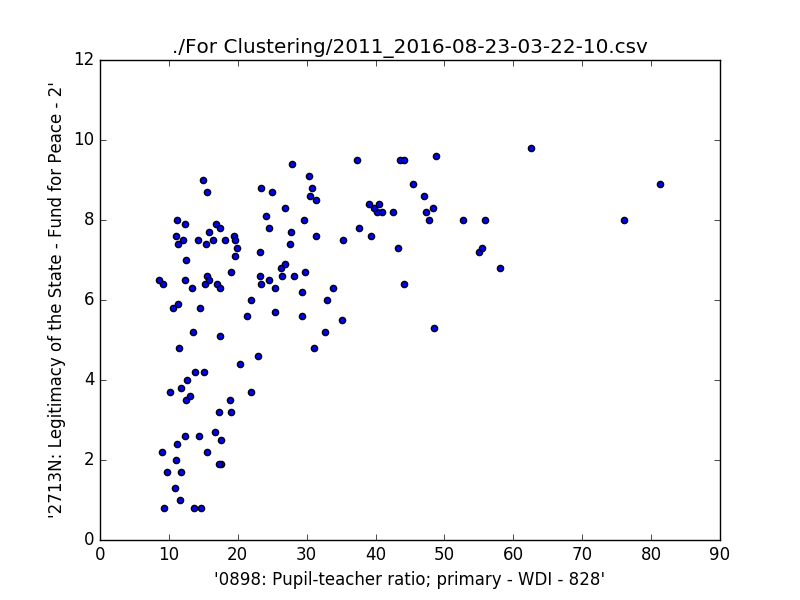 ./For Clustering/2011_2016-08-23-03-22-10.csv
12
10
8
6
4
2
0
'2713N: Legitimacy of the State - Fund for Peace - 2'
0 10 20 30 40 50 60 70 80 90
'0898: Pupil-teacher ratio; primary - WDI - 828'